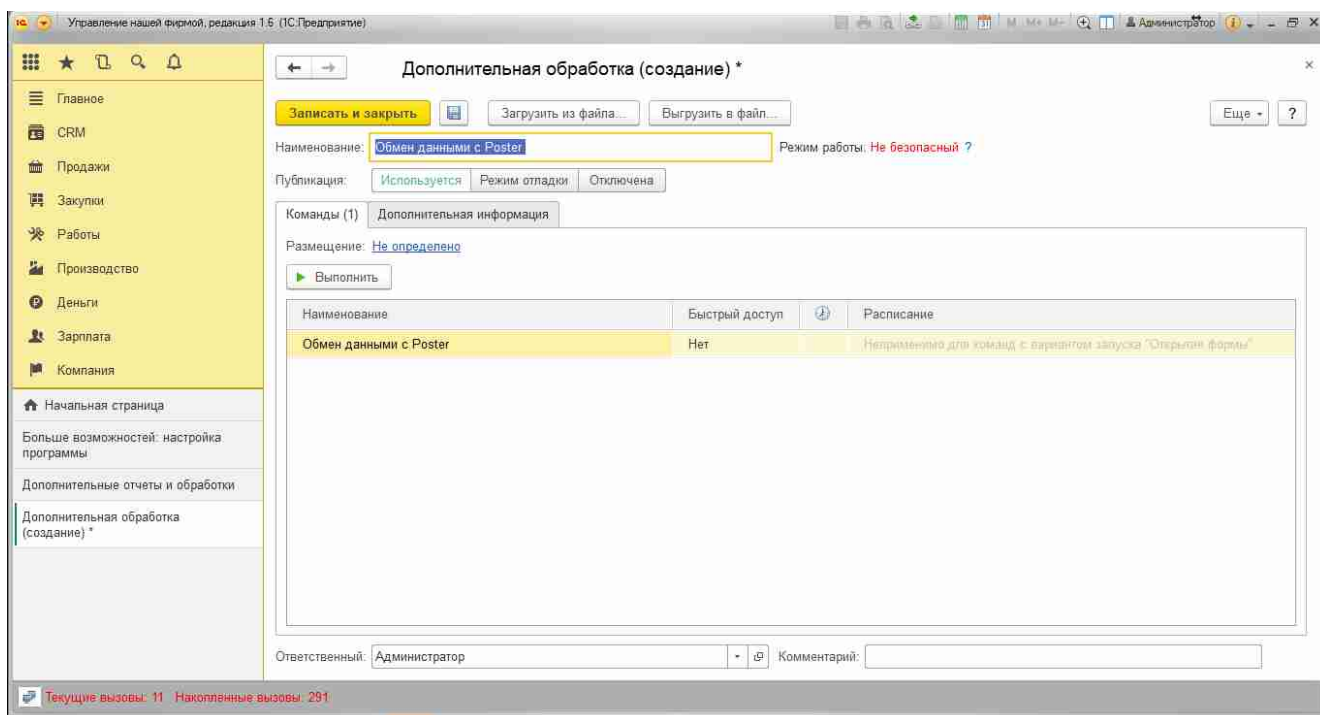 Управление нашей фирмой, редакция 1.6 (1С:Предприятие)
M M+ M- Администратор
Дополнительная обработка (создание) *
Главное
CRM
Продажи
Закупки
Работы
Производство
Деньги
Зарплата
Компания
Начальная страница
Больше возможностей: настройка
программы
Дополнительные отчеты и обработки
Дополнительная обработка
(создание) *
Записать и закрыть Загрузить из файла... Выгрузить в файл... Еще ?
Наименование: Обмен данными с Poster Режим работы: Не безопасный ?
Публикация: Используется Режим отладки Отключена
Команды (1) Дополнительная информация
Размещение: Не определено
Выполнить
Наименование Быстрый доступ Расписание
Обмен данными с Poster Нет Неприменимо для команд с вариантом запуска "Открытие формы"
Ответственный: Администратор Комментарий:
Текущие вызовы: 11 Накопленные вызовы: 291